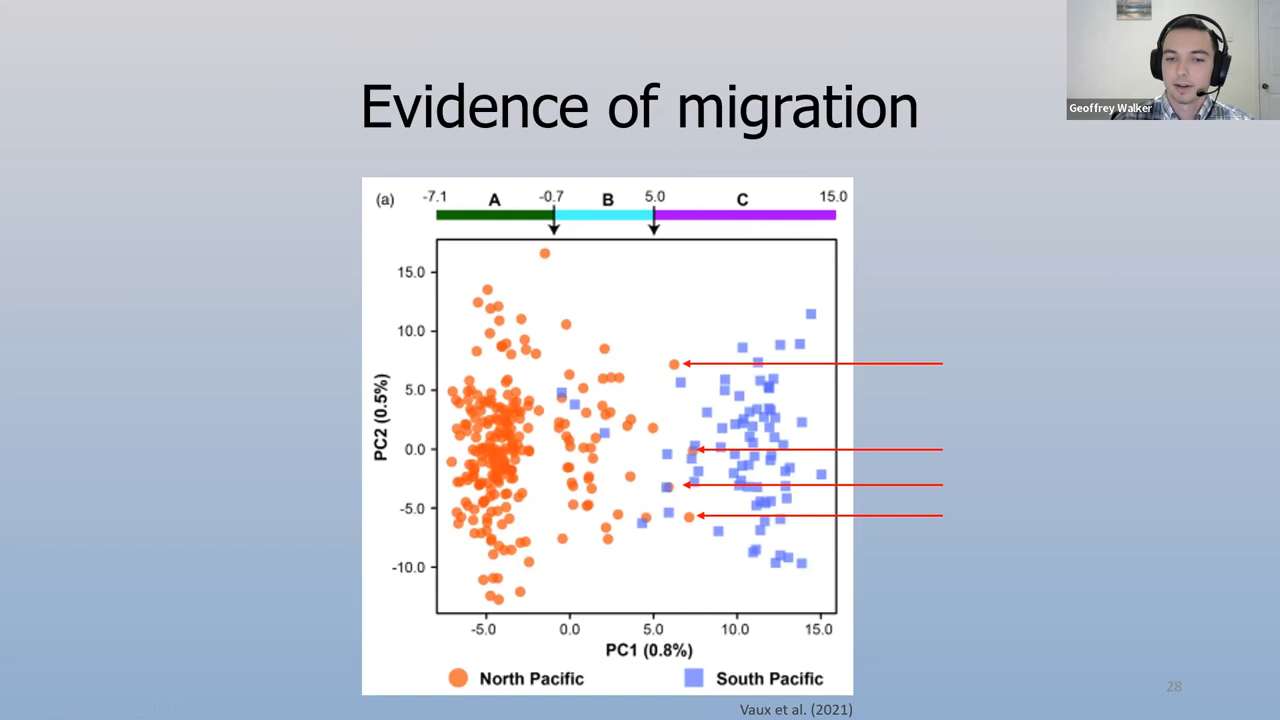 Geoffrey Walker
Evidence of migration
(a) -7.1 A -0.7 B 5.0 C 15.0
15.0
10.0
5.0
0.0
-5.0
-10.0
PC2 (0.5%)
-5.0 0.0 5.0 10.0 15.0
PC1 (0.8%)
North Pacific South Pacific
28
Vaux et al. (2021)